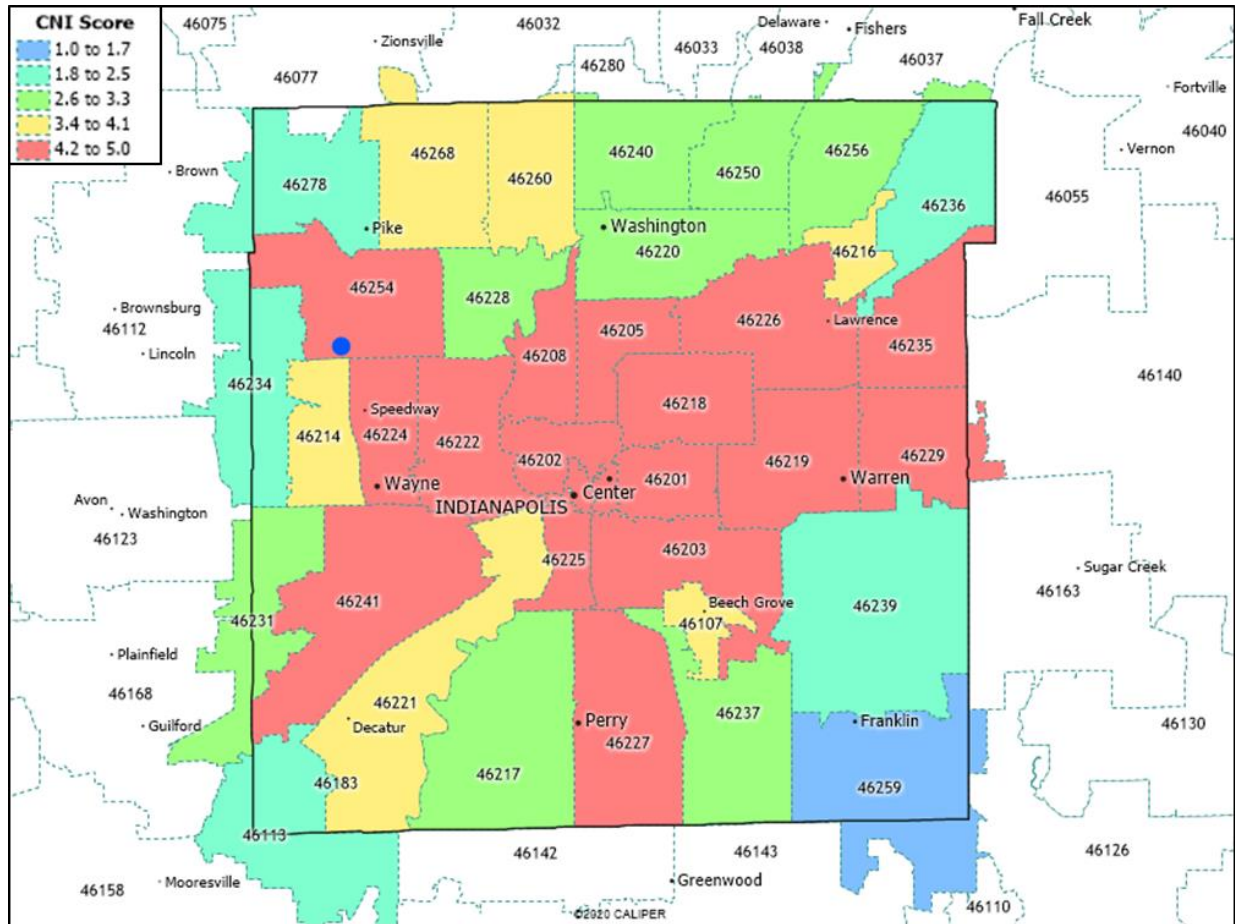 CNI Score
1.0 to 1.7
1.8 to 2.5
2.6 to 3.3
3.4 to 4.1
4.2 to 5.0
46075
46032
Delaware
Fall Creek
Zionsville
46033
46038
Fishers
46280
46037
46077
Fortville
46040
Brown
46268
46240
46256
Vernon
46260
46250
46278
46055
46236
Pike
Washington
46220
46216
46254
46228
Brownsburg
46112
Lincoln
46205
46226
Lawrence
46208
46235
46234
46140
46218
Speedway
46214
46224
46222
46202
46219
46229
Wayne
Center
46201
Warren
Avon
Washington
INDIANAPOLIS
46123
46225
46203
Sugar Creek
46163
46241
Beech Grove
46107
46239
46231
Plainfield
46168
46221
Guilford
Decatur
Perry
46237
Franklin
46130
46227
46183
46217
46259
46113
46142
46143
46126
46158
Mooresville
Greenwood
46110
©2020 CALIPER